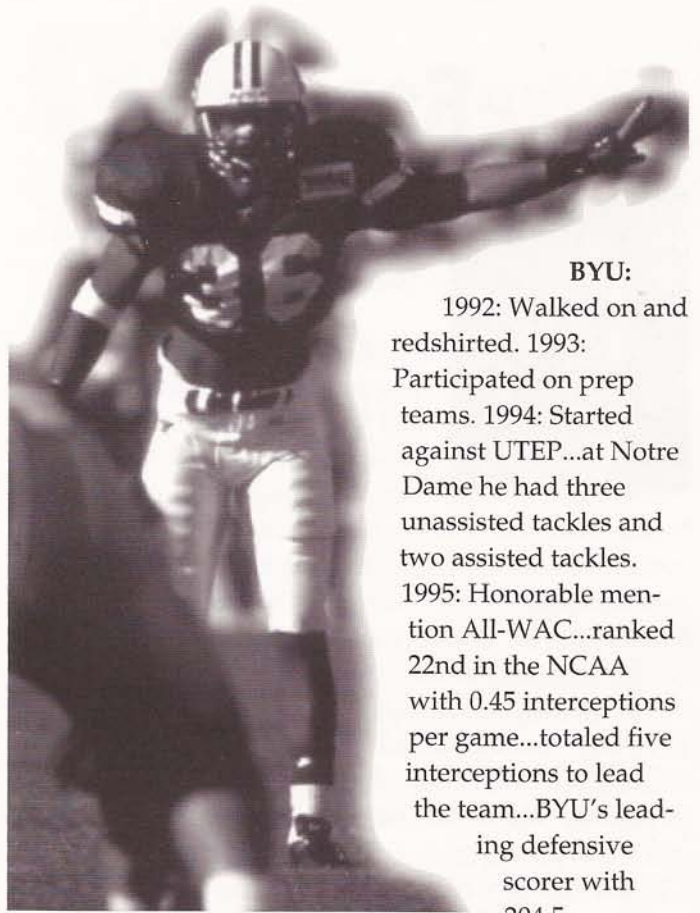 36
BYU:
1992: Walked on and
redshirted. 1993:
Participated on prep
teams. 1994: Started
against UTEP...at Notre
Dame he had three
unassisted tackles and
two assisted tackles.
1995: Honorable men-
tion All-WAC...ranked
22nd in the NCAA
with 0.45 interceptions
per game...totaled five
interceptions to lead
the team...BYU's lead-
ing defensive
scorer with